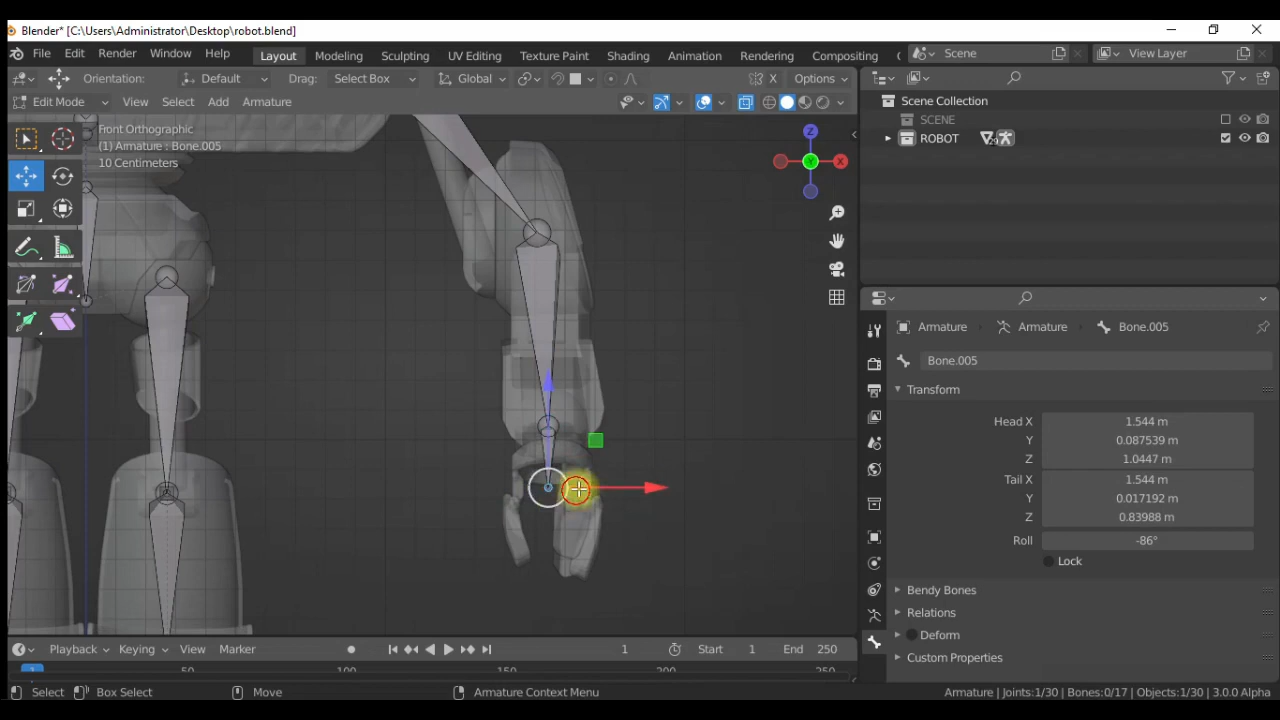 Blender* [C:\Users\Administrator\Desktop\robot.blend]
File Edit Render Window Help Layout Modeling Sculpting UV Editing Texture Paint Shading Animation Rendering Compositing Scene View Layer
Orientation: Default Drag: Select Box Global X Options
Edit Mode View Select Add Armature
Scene Collection
SCENE
ROBOT
Front Orthographic
(1) Armature : Bone.005
10 Centimeters
Z
X
Y
Armature Armature Bone.005
Bone.005
Transform
Head X 1.544 m
Y 0.087539 m
Z 1.0447 m
Tail X 1.544 m
Y 0.017192 m
Z 0.83988 m
Roll -86°
Lock
Bendy Bones
Relations
Deform
Custom Properties
Playback Keying View Marker 1 Start 1 End 250
1 50 100 150 200 250
Select Box Select Move Armature Context Menu Armature | Joints:1/30 | Bones:0/17 | Objects:1/30 | 3.0.0 Alpha